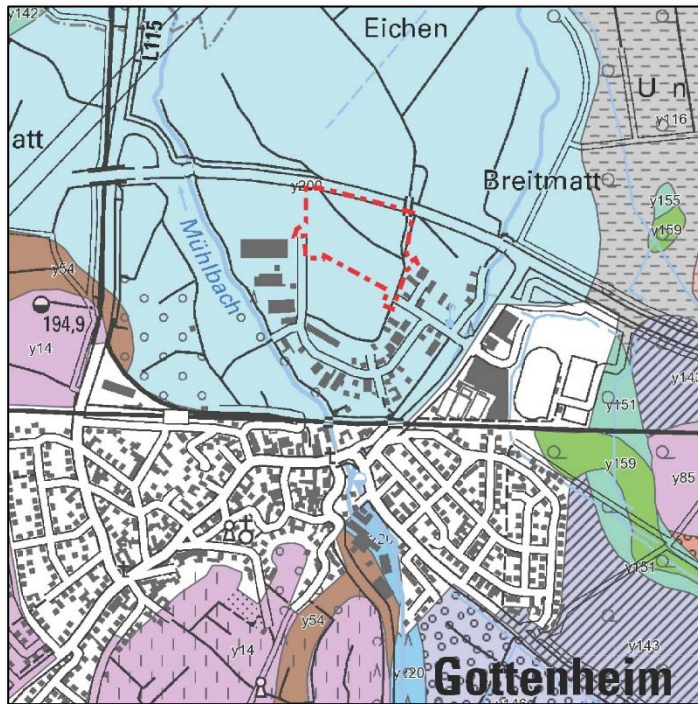 y142
L115
Eichen
U n
y116
att
y200
Breitmatt
y155
y159
Mühlbach
y54
194,9
y14
y143
y151
y159
y85
y151
y54
y14
y143
Gottenheim